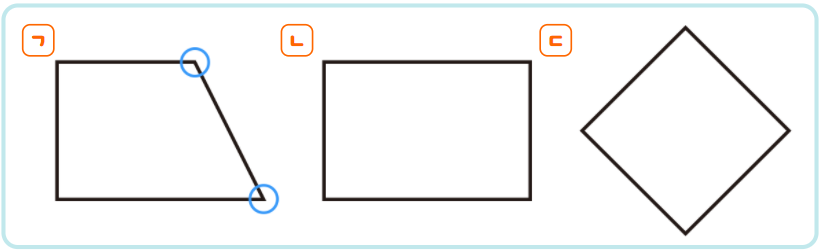 ㄱ ㄴ ㄷ